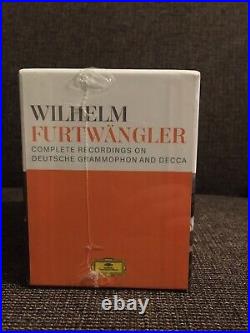 WILHELM
FURTWÄNGLER
COMPLETE RECORDINGS ON
DEUTSCHE GRAMMOPHON AND DECCA